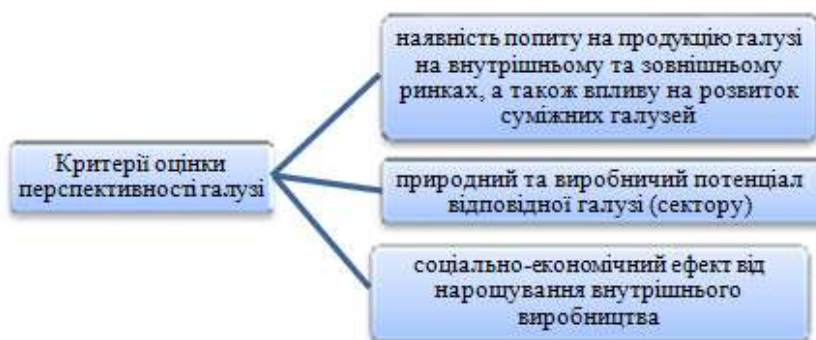 Критерії оцінки
перспективності галузі
наявність попиту на продукцію галузі
на внутрішньому та зовнішньому
ринках, а також впливу на розвиток
суміжних галузей
природний та виробничий потенціал
відповідної галузі (сектору)
соціально-економічний ефект від
нарощування внутрішнього
виробництва